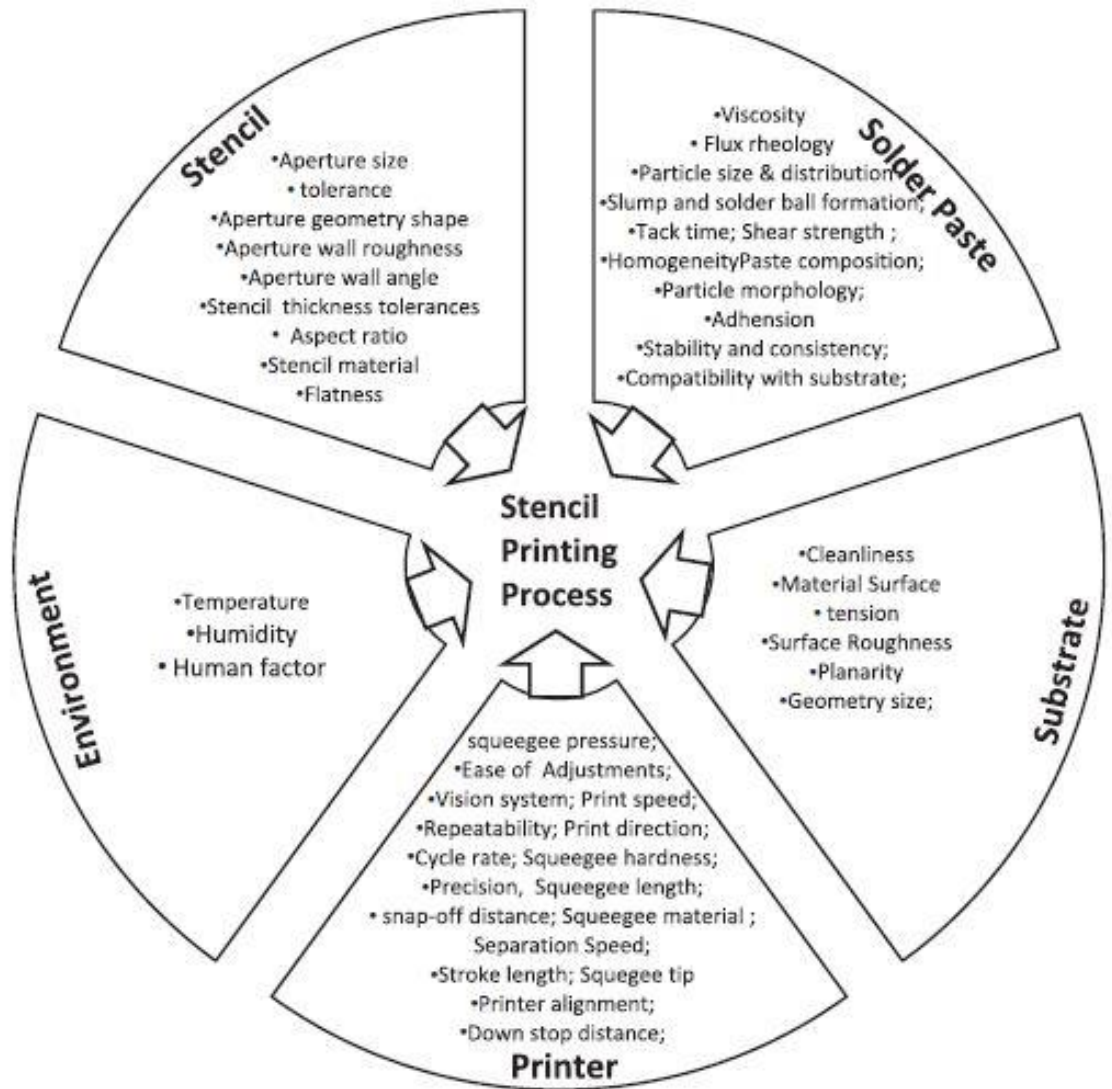 Stencil
•Aperture size
• tolerance
•Aperture geometry shape
•Aperture wall roughness
•Aperture wall angle
•Stencil thickness tolerances
• Aspect ratio
•Stencil material
•Flatness
Solder Paste
•Viscosity
• Flux rheology
•Particle size & distribution
•Slump and solder ball formation;
•Tack time; Shear strength ;
•HomogeneityPaste composition;
•Particle morphology;
•Adhension
•Stability and consistency;
•Compatibility with substrate;
Stencil
Printing
Process
Environment
•Temperature
•Humidity
• Human factor
•Cleanliness
•Material Surface
• tension
•Surface Roughness
•Planarity
•Geometry size;
Substrate
squeegee pressure;
•Ease of Adjustments;
•Vision system; Print speed;
•Repeatability; Print direction;
•Cycle rate; Squeegee hardness;
•Precision, Squeegee length;
• snap-off distance; Squeegee material ;
Separation Speed;
•Stroke length; Squegee tip
•Printer alignment;
•Down stop distance;
Printer